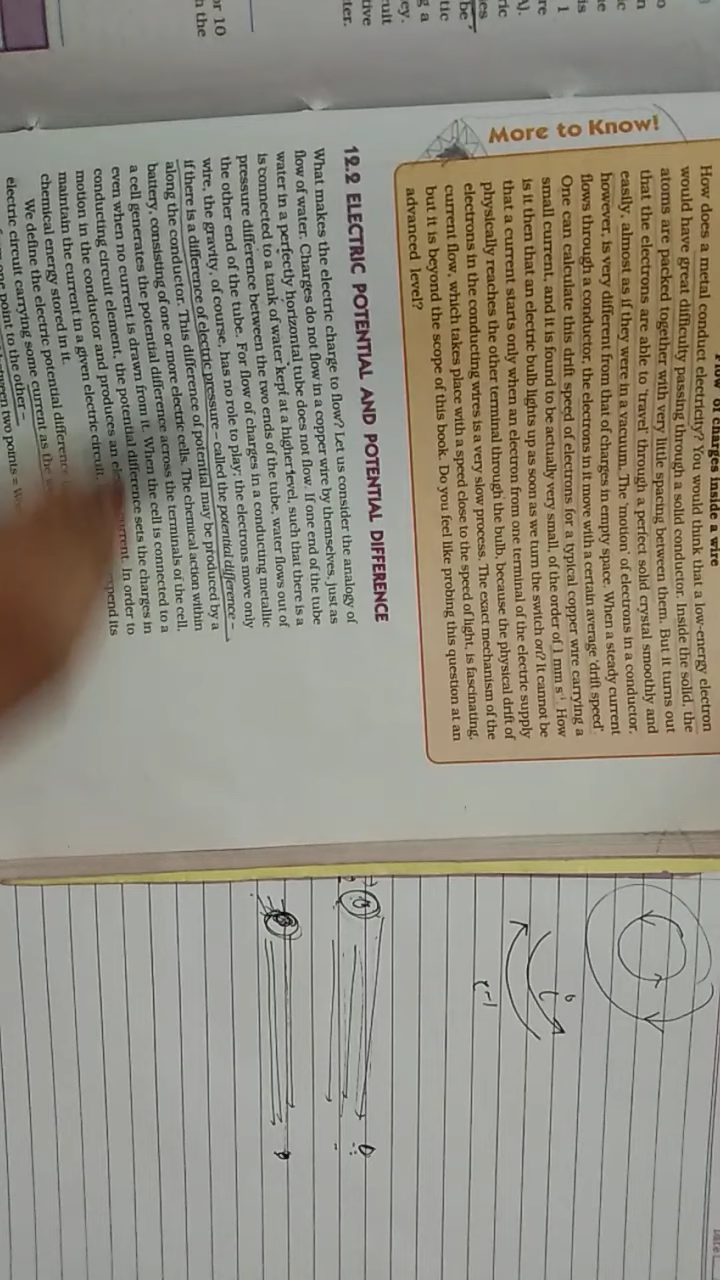 More to Know!
Flow of charges inside a wire
How does a metal conduct electricity? You would think that a low-energy electron
would have great difficulty passing through a solid conductor. Inside the solid, the
atoms are packed together with very little spacing between them. But it turns out
that the electrons are able to 'travel' through a perfect solid crystal smoothly and
easily, almost as if they were in a vacuum. The 'motion' of electrons in a conductor,
however, is very different from that of charges in empty space. When a steady current
flows through a conductor, the electrons in it move with a certain average 'drift speed'.
One can calculate this drift speed of electrons for a typical copper wire carrying a
small current, and it is found to be actually very small, of the order of 1 mm s⁻¹. How
is it then that an electric bulb lights up as soon as we turn the switch on? It cannot be
that a current starts only when an electron from one terminal of the electric supply
physically reaches the other terminal through the bulb, because the physical drift of
electrons in the conducting wires is a very slow process. The exact mechanism of the
current flow, which takes place with a speed close to the speed of light, is fascinating,
but it is beyond the scope of this book. Do you feel like probing this question at an
advanced level?
12.2 ELECTRIC POTENTIAL AND POTENTIAL DIFFERENCE
What makes the electric charge to flow? Let us consider the analogy of
flow of water. Charges do not flow in a copper wire by themselves, just as
water in a perfectly horizontal tube does not flow. If one end of the tube
is connected to a tank of water kept at a higher level, such that there is a
pressure difference between the two ends of the tube, water flows out of
the other end of the tube. For flow of charges in a conducting metallic
wire, the gravity, of course, has no role to play; the electrons move only
if there is a difference of electric pressure – called the potential difference –
along the conductor. This difference of potential may be produced by a
battery, consisting of one or more electric cells. The chemical action within
a cell generates the potential difference across the terminals of the cell,
even when no current is drawn from it. When the cell is connected to a
conducting circuit element, the potential difference sets the charges in
motion in the conductor and produces an current. In order to
maintain the current in a given electric circuit
chemical energy stored in it.
We define the electric potential difference
electric circuit carrying some current as the
one point to the other –
between two points =
or 10
the